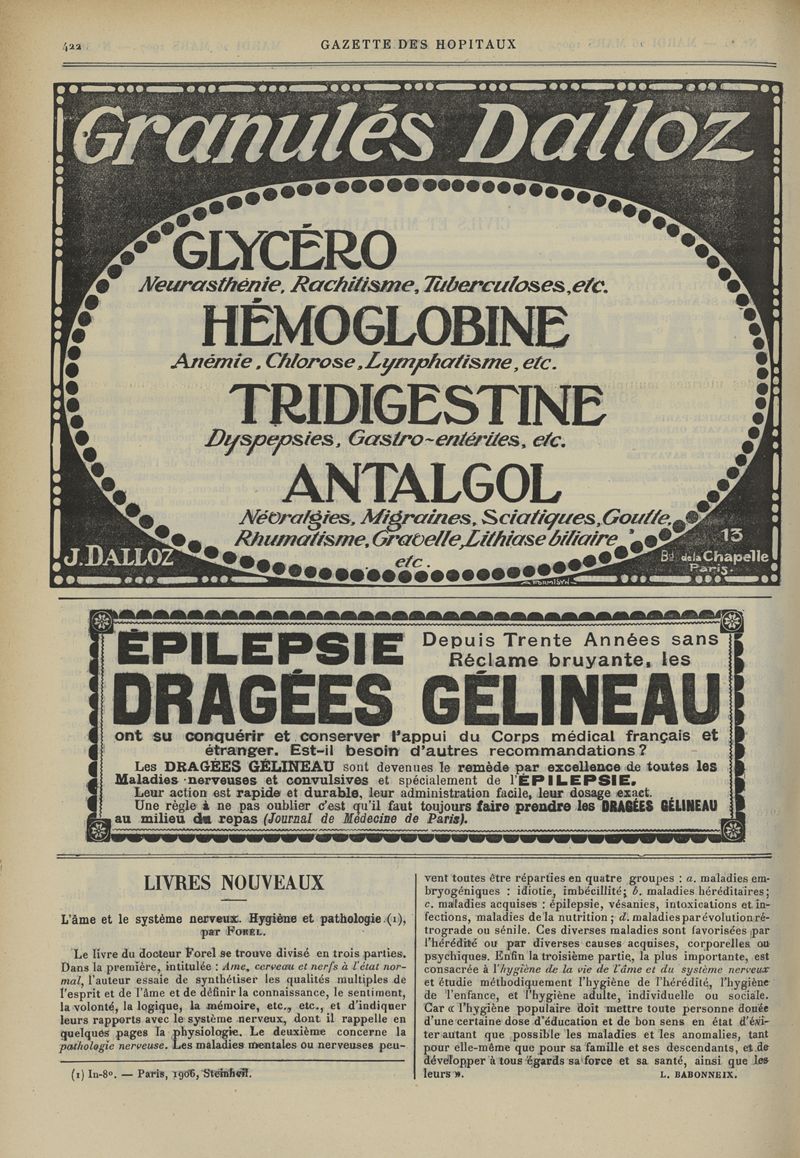 422
GAZETTE DES HOPITAUX
Granulés Dalloz
GLYCÉRO
Neurasthénie, Rachitisme, Tuberculoses, etc.
HÉMOGLOBINE
Anémie, Chlorose, Lymphatisme, etc.
TRIDIGESTINE
Dyspepsies, Gastro-entérites, etc.
ANTALGOL
Névralgies, Migraines, Sciatiques, Goutte,
Rhumatisme, Gravelle, Lithiase biliaire
etc.
J. DALLOZ
13
Bd de la Chapelle
Paris.
ÉPILEPSIE
Depuis Trente Années sans
Réclame bruyante, les
DRAGÉES GÉLINEAU
ont su conquérir et conserver l'appui du Corps médical français et
étranger. Est-il besoin d'autres recommandations?
Les DRAGÉES GÉLINEAU sont devenues le remède par excellence de toutes les
Maladies nerveuses et convulsives et spécialement de l'ÉPILEPSIE.
Leur action est rapide et durable, leur administration facile, leur dosage exact.
Une règle à ne pas oublier c'est qu'il faut toujours faire prendre les DRAGÉES GÉLINEAU
au milieu du repas (Journal de Médecine de Paris).
LIVRES NOUVEAUX
L'âme et le système nerveux. Hygiène et pathologie (1),
par FOREL.
Le livre du docteur Forel se trouve divisé en trois parties.
Dans la première, intitulée : Ame, cerveau et nerfs à l'état nor-
mal, l'auteur essaie de synthétiser les qualités multiples de
l'esprit et de l'âme et de définir la connaissance, le sentiment,
la volonté, la logique, la mémoire, etc., etc., et d'indiquer
leurs rapports avec le système nerveux, dont il rappelle en
quelques pages la physiologie. Le deuxième concerne la
pathologie nerveuse. Les maladies mentales ou nerveuses peu-
(1) In-8º. — Paris, 1906, Steinheil.
vent toutes être réparties en quatre groupes : a. maladies em-
bryogéniques : idiotie, imbécillité; b. maladies héréditaires;
c. maladies acquises : épilepsie, vésanies, intoxications et in-
fections, maladies de la nutrition ; d. maladies par évolution ré-
trograde ou sénile. Ces diverses maladies sont favorisées par
l'hérédité ou par diverses causes acquises, corporelles ou
psychiques. Enfin la troisième partie, la plus importante, est
consacrée à l'hygiène de la vie de l'âme et du système nerveux
et étudie méthodiquement l'hygiène de l'hérédité, l'hygiène
de l'enfance, et l'hygiène adulte, individuelle ou sociale.
Car « l'hygiène populaire doit mettre toute personne douée
d'une certaine dose d'éducation et de bon sens en état d'évi-
ter autant que possible les maladies et les anomalies, tant
pour elle-même que pour sa famille et ses descendants, et de
développer à tous égards sa force et sa santé, ainsi que les
leurs ».
L. BABONNEIX.